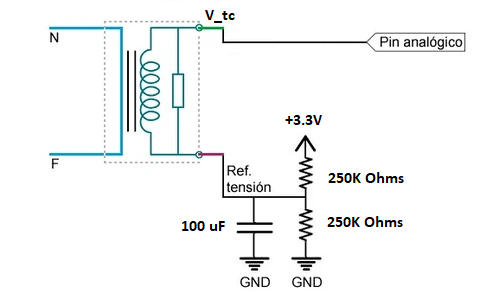 V_tc
N
Pin analógico
+3.3V
F
Ref.
tensión
250K Ohms
100 uF
250K Ohms
GND
GND